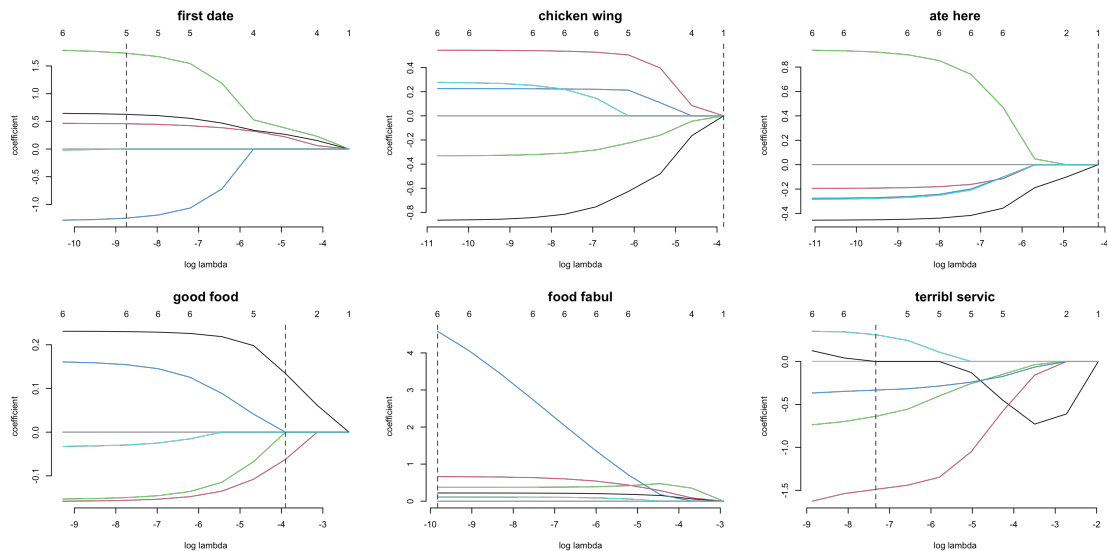 first date
6 5 5 5 4 4 1
coefficient
1.5
1.0
0.5
0.0
-1.0
-10 -9 -8 -7 -6 -5 -4
log lambda
chicken wing
6 6 6 6 6 6 4 1
coefficient
0.4
0.2
0.0
-0.2
-0.4
-0.6
-0.8
-11 -10 -9 -8 -7 -6 -5 -4
log lambda
ate here
6 6 6 6 6 2 1
coefficient
0.8
0.6
0.4
0.2
0.0
-0.2
-0.4
-11 -10 -9 -8 -7 -6 -5 -4
log lambda
good food
6 6 6 6 5 2 1
coefficient
0.2
0.1
0.0
-0.1
-9 -8 -7 -6 -5 -4 -3
log lambda
food fabul
6 6 6 6 6 5 1
coefficient
4
3
2
1
0
-10 -9 -8 -7 -6 -5 -4 -3
log lambda
terribl servic
6 6 5 5 5 2 1
coefficient
0.0
-0.5
-1.0
-1.5
-9 -8 -7 -6 -5 -4 -3 -2
log lambda